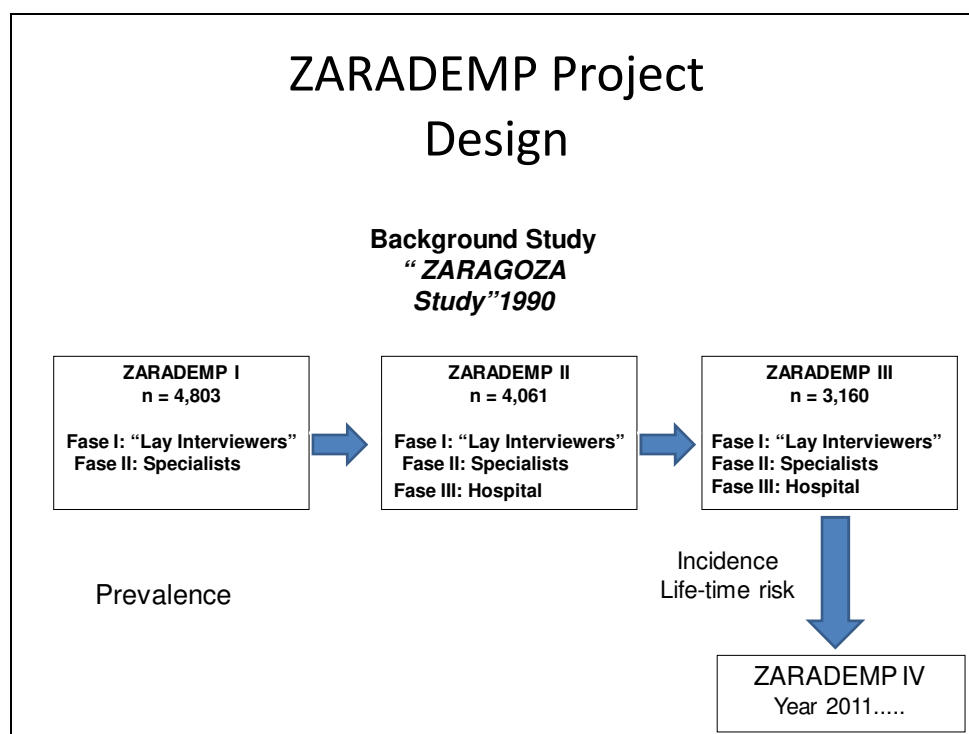 ZARADEMP Project
Design
Background Study
“ ZARAGOZA
Study”1990
ZARADEMP I
n = 4,803
Fase I: “Lay Interviewers”
Fase II: Specialists
ZARADEMP II
n = 4,061
Fase I: “Lay Interviewers”
Fase II: Specialists
Fase III: Hospital
ZARADEMP III
n = 3,160
Fase I: “Lay Interviewers”
Fase II: Specialists
Fase III: Hospital
Prevalence
Incidence
Life-time risk
ZARADEMP IV
Year 2011.....